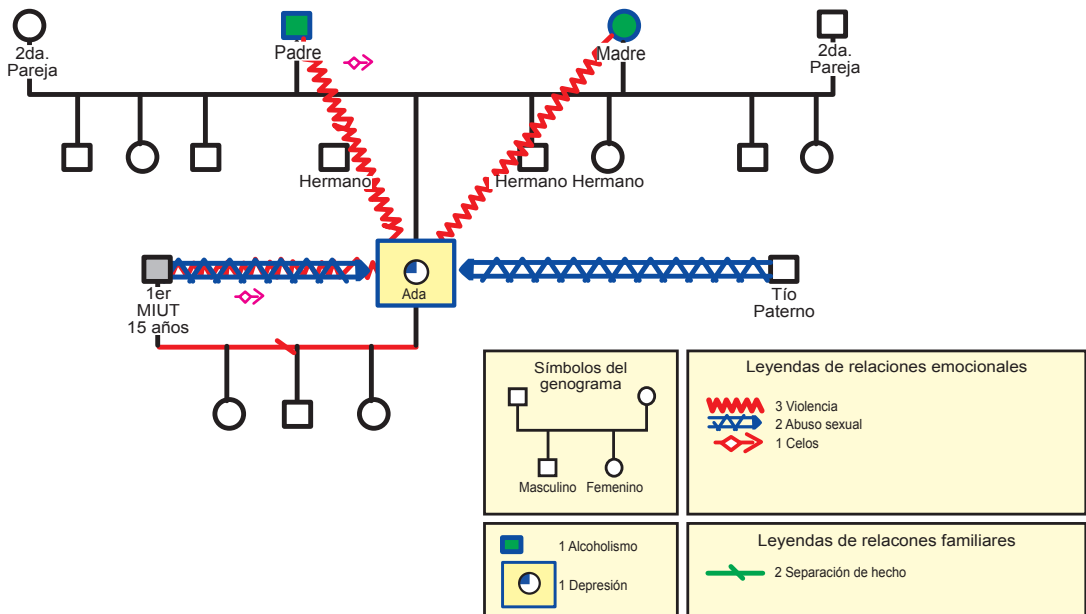 2da.
Pareja
Padre
Madre
2da.
Pareja
Hermano
Hermano Hermano
1er
MIUT
15 años
Ada
Tío
Paterno
Símbolos del
genograma
Masculino Femenino
Leyendas de relaciones emocionales
3 Violencia
2 Abuso sexual
1 Celos
1 Alcoholismo
1 Depresión
Leyendas de relacones familiares
2 Separación de hecho